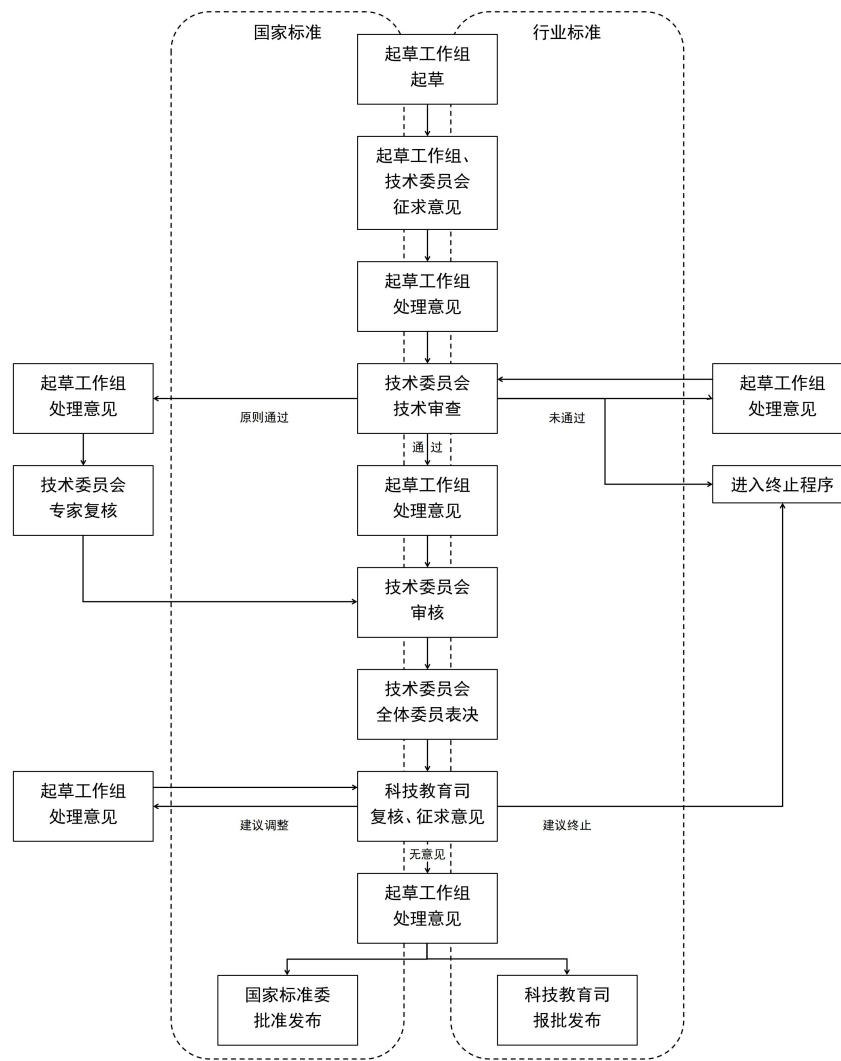 国家标准
行业标准
起草工作组
起草
起草工作组、
技术委员会
征求意见
起草工作组
处理意见
起草工作组
处理意见
技术委员会
技术审查
起草工作组
处理意见
原则通过
未通过
通过
技术委员会
专家复核
起草工作组
处理意见
进入终止程序
技术委员会
审核
技术委员会
全体委员表决
起草工作组
处理意见
科技教育司
复核、征求意见
建议调整
建议终止
无意见
起草工作组
处理意见
国家标准委
批准发布
科技教育司
报批发布